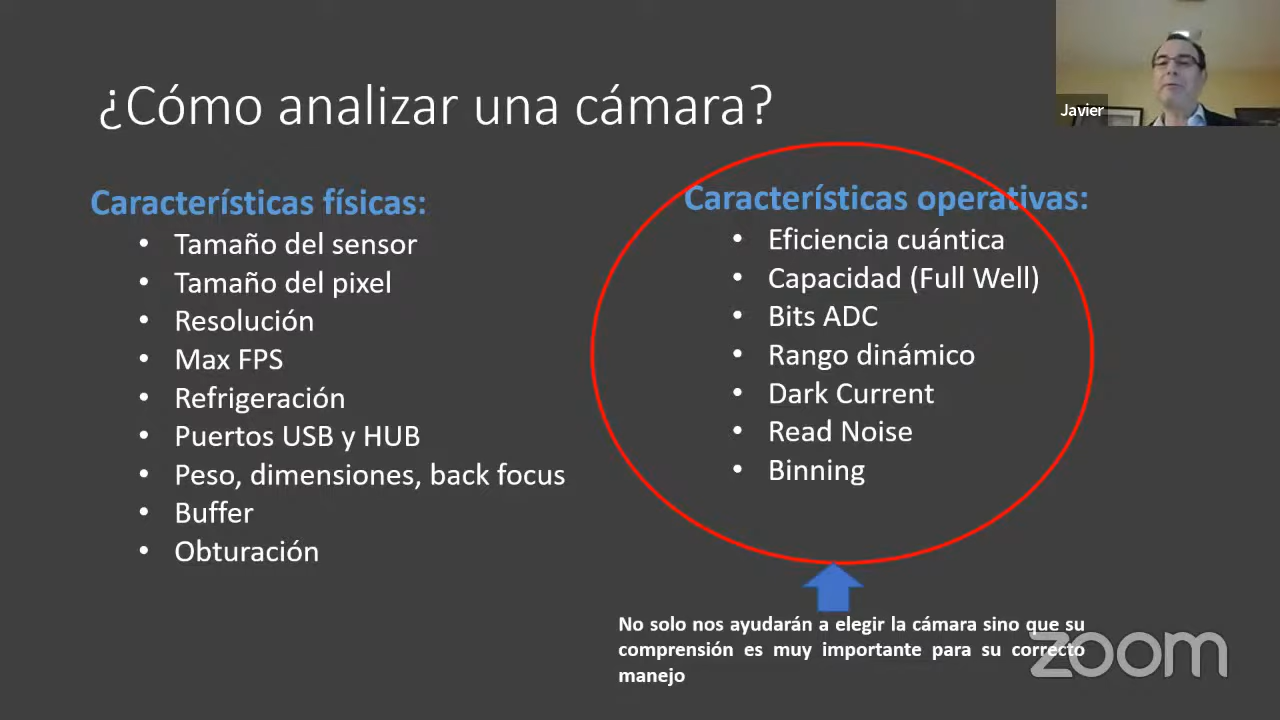 ¿Cómo analizar una cámara?
Javier
Características físicas:
• Tamaño del sensor
• Tamaño del pixel
• Resolución
• Max FPS
• Refrigeración
• Puertos USB y HUB
• Peso, dimensiones, back focus
• Buffer
• Obturación
Características operativas:
• Eficiencia cuántica
• Capacidad (Full Well)
• Bits ADC
• Rango dinámico
• Dark Current
• Read Noise
• Binning
No solo nos ayudarán a elegir la cámara sino que su
comprensión es muy importante para su correcto
manejo
zoom